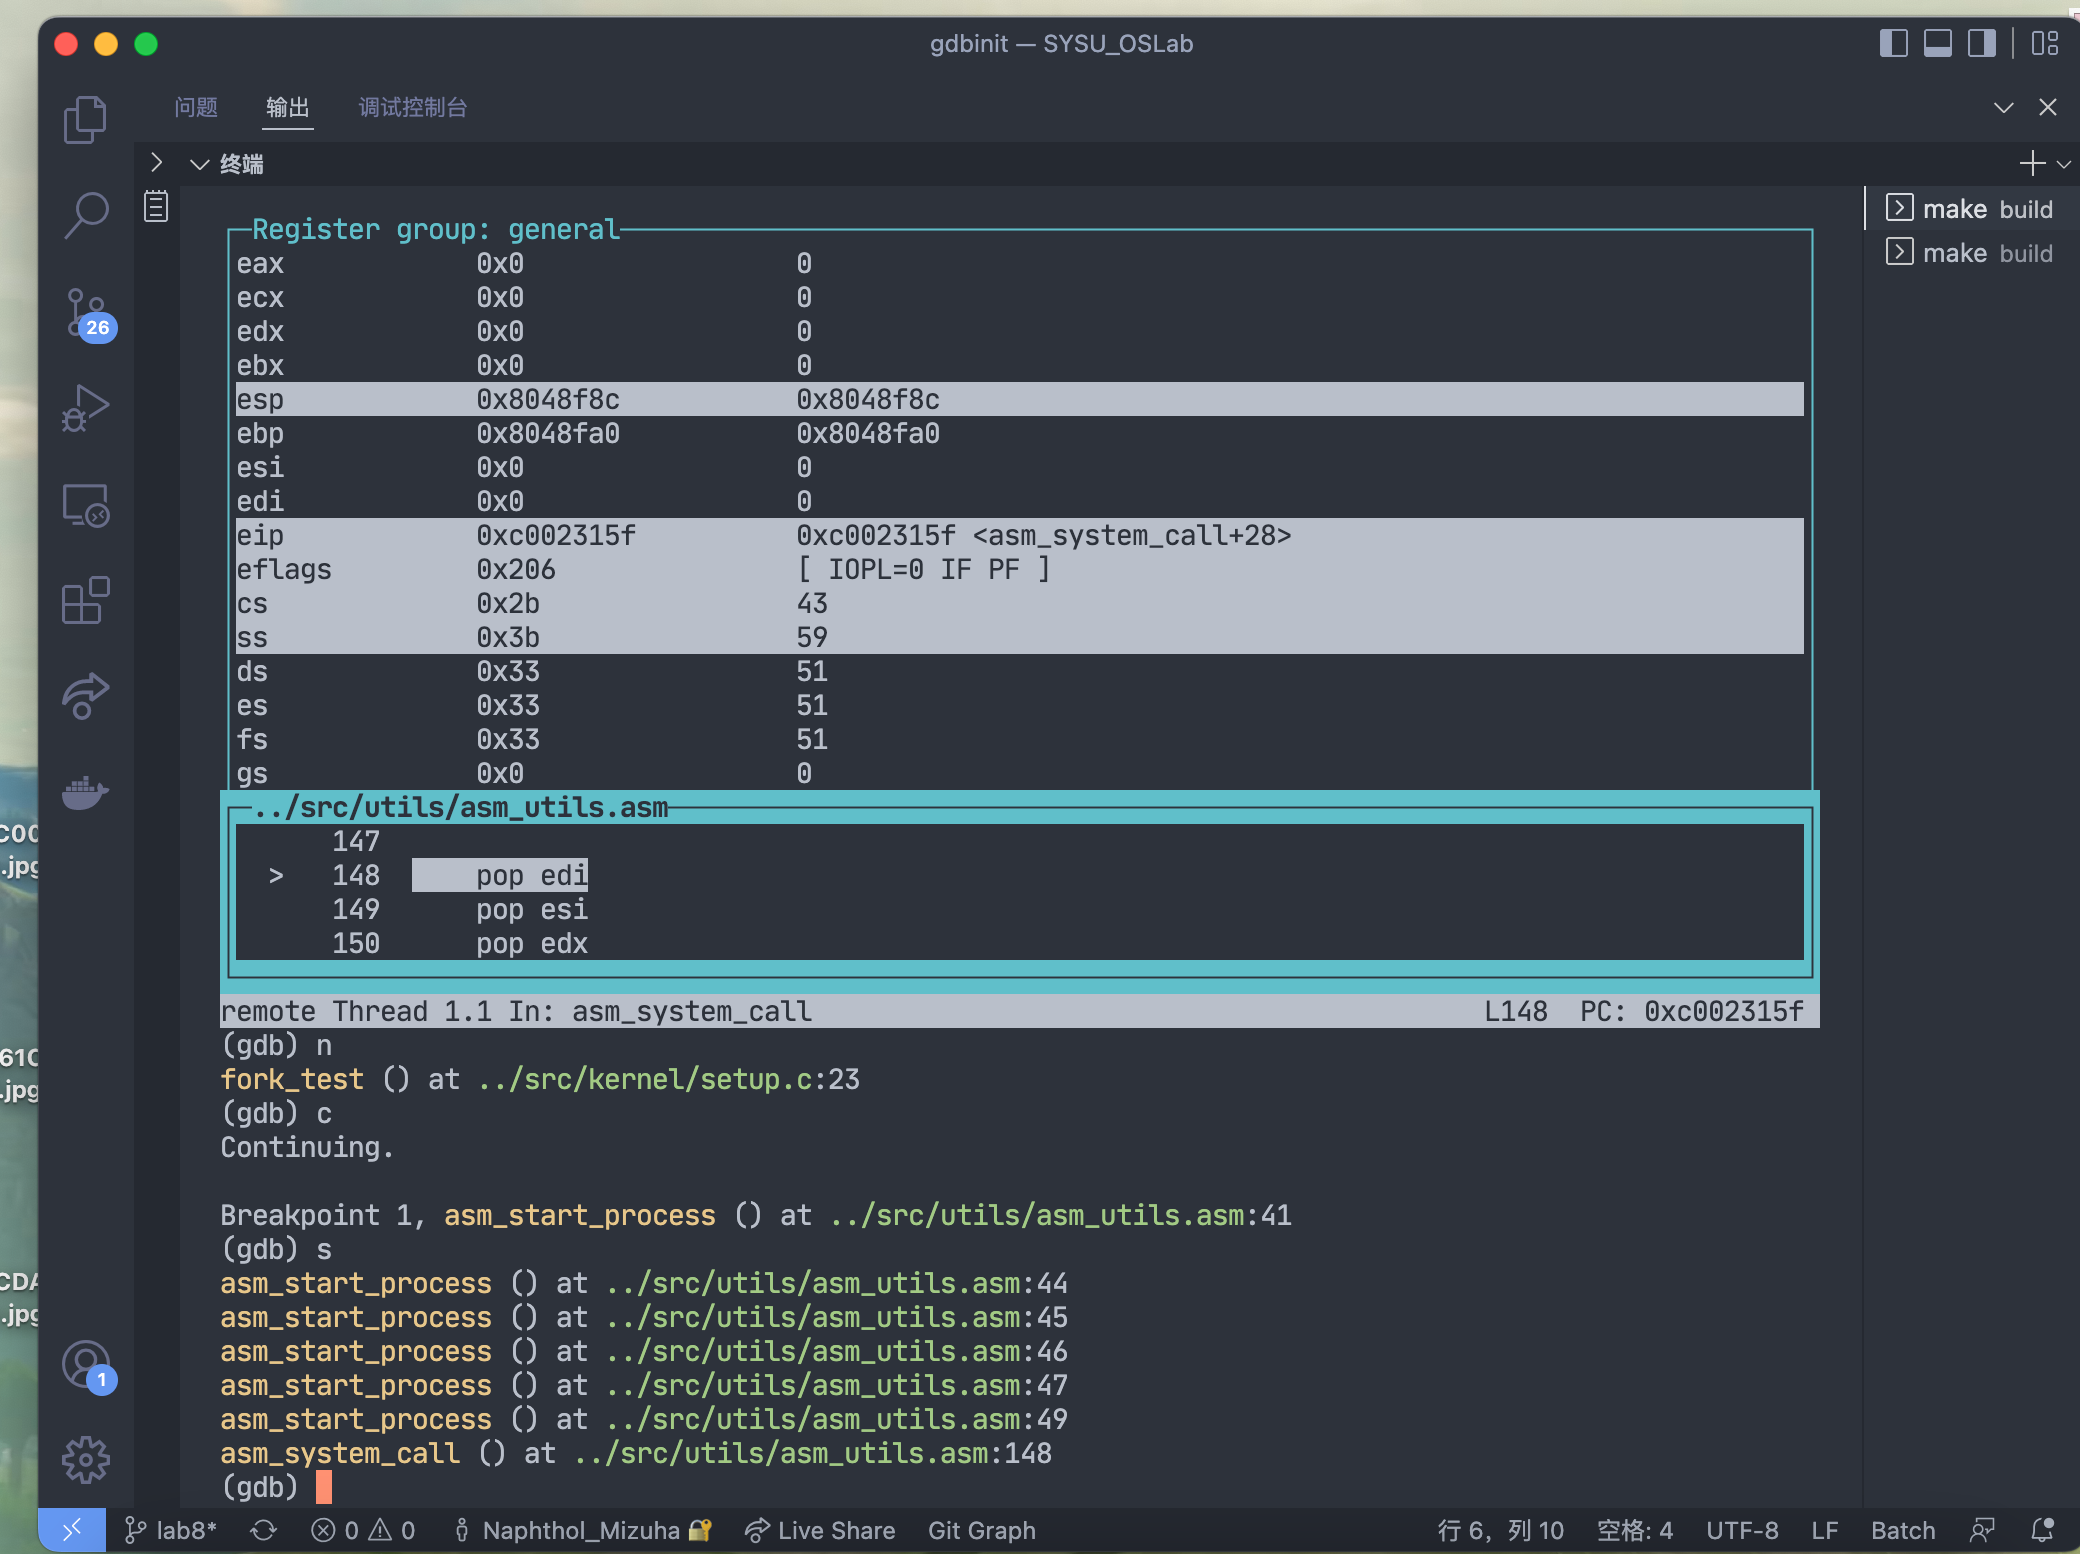 gdbinit — SYSU_OSLab
问题 输出 调试控制台
终端
make build
make build
26
Register group: general
eax 0x0 0
ecx 0x0 0
edx 0x0 0
ebx 0x0 0
esp 0x8048f8c 0x8048f8c
ebp 0x8048fa0 0x8048fa0
esi 0x0 0
edi 0x0 0
eip 0xc002315f 0xc002315f <asm_system_call+28>
eflags 0x206 [ IOPL=0 IF PF ]
cs 0x2b 43
ss 0x3b 59
ds 0x33 51
es 0x33 51
fs 0x33 51
gs 0x0 0
../src/utils/asm_utils.asm
147
> 148 pop edi
149 pop esi
150 pop edx
remote Thread 1.1 In: asm_system_call L148 PC: 0xc002315f
(gdb) n
fork_test () at ../src/kernel/setup.c:23
(gdb) c
Continuing.
Breakpoint 1, asm_start_process () at ../src/utils/asm_utils.asm:41
(gdb) s
asm_start_process () at ../src/utils/asm_utils.asm:44
asm_start_process () at ../src/utils/asm_utils.asm:45
asm_start_process () at ../src/utils/asm_utils.asm:46
asm_start_process () at ../src/utils/asm_utils.asm:47
asm_start_process () at ../src/utils/asm_utils.asm:49
asm_system_call () at ../src/utils/asm_utils.asm:148
(gdb)
1
lab8* 0 0 Naphthol_Mizuha 🔐 Live Share Git Graph 行 6，列 10 空格: 4 UTF-8 LF Batch
.jpg
.jpg
.jpg